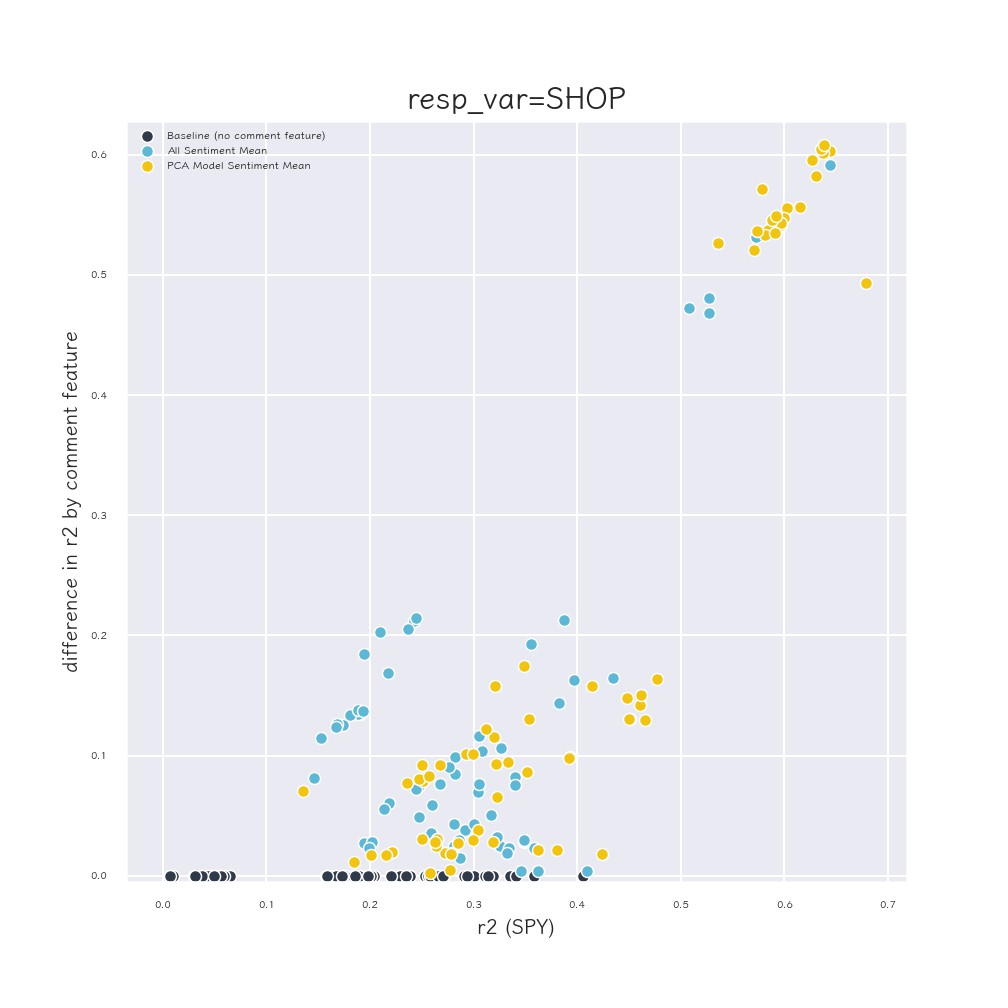 resp_var=SHOP
Baseline (no comment feature)
All Sentiment Mean
PCA Model Sentiment Mean
difference in r2 by comment feature
0.6
0.5
0.4
0.3
0.2
0.1
0.0
0.0 0.1 0.2 0.3 0.4 0.5 0.6 0.7
r2 (SPY)